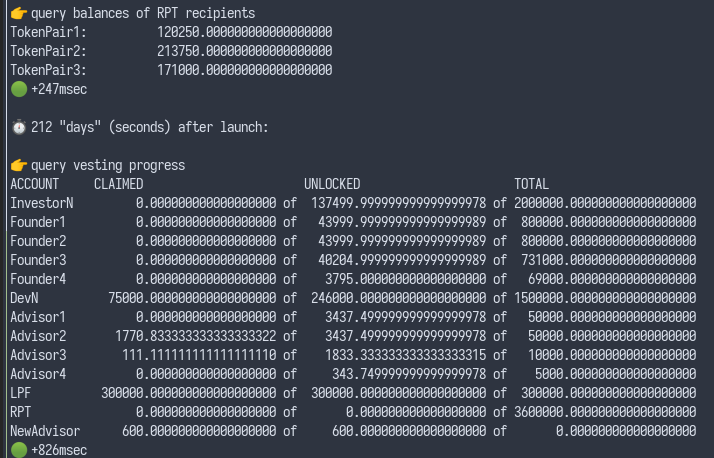 👉 query balances of RPT recipients
TokenPair1: 120250.000000000000000000
TokenPair2: 213750.000000000000000000
TokenPair3: 171000.000000000000000000
🟢 +247msec
⏱ 212 "days" (seconds) after launch:
👉 query vesting progress
ACCOUNT CLAIMED UNLOCKED TOTAL
InvestorN 0.000000000000000000 of 137499.999999999999999978 of 2000000.000000000000000000
Founder1 0.000000000000000000 of 43999.999999999999999989 of 800000.000000000000000000
Founder2 0.000000000000000000 of 43999.999999999999999989 of 800000.000000000000000000
Founder3 0.000000000000000000 of 40204.999999999999999989 of 731000.000000000000000000
Founder4 0.000000000000000000 of 3795.000000000000000000 of 69000.000000000000000000
DevN 75000.000000000000000000 of 246000.000000000000000000 of 1500000.000000000000000000
Advisor1 0.000000000000000000 of 3437.499999999999999978 of 50000.000000000000000000
Advisor2 1770.833333333333333322 of 3437.499999999999999978 of 50000.000000000000000000
Advisor3 111.111111111111111110 of 1833.333333333333333315 of 10000.000000000000000000
Advisor4 0.000000000000000000 of 343.749999999999999978 of 5000.000000000000000000
LPF 300000.000000000000000000 of 300000.000000000000000000 of 300000.000000000000000000
RPT 0.000000000000000000 of 0.000000000000000000 of 3600000.000000000000000000
NewAdvisor 600.000000000000000000 of 600.000000000000000000 of 0.000000000000000000
🟢 +826msec